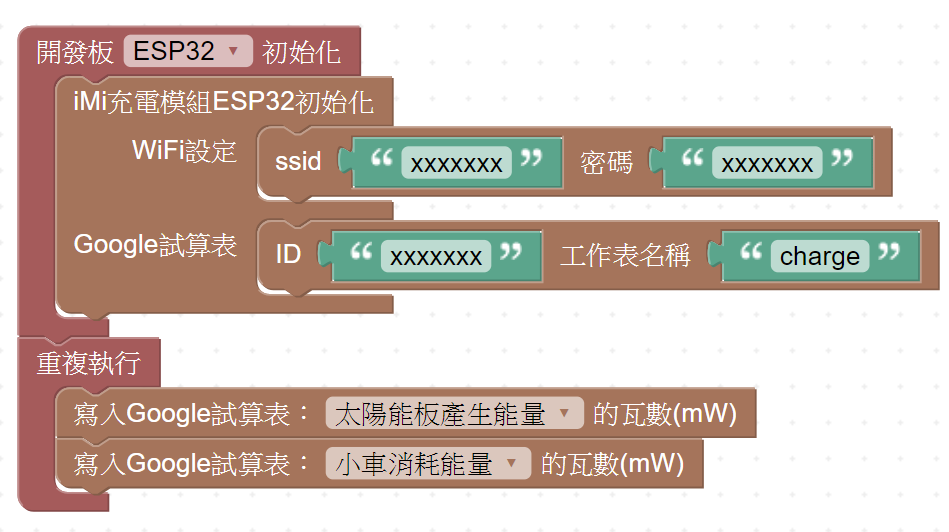 開發板 ESP32 初始化
iMi充電模組ESP32初始化
WiFi設定 ssid “ xxxxxxx ” 密碼 “ xxxxxxx ”
Google試算表 ID “ xxxxxxx ” 工作表名稱 “ charge ”
重複執行
寫入Google試算表： 太陽能板產生能量 的瓦數(mW)
寫入Google試算表： 小車消耗能量 的瓦數(mW)